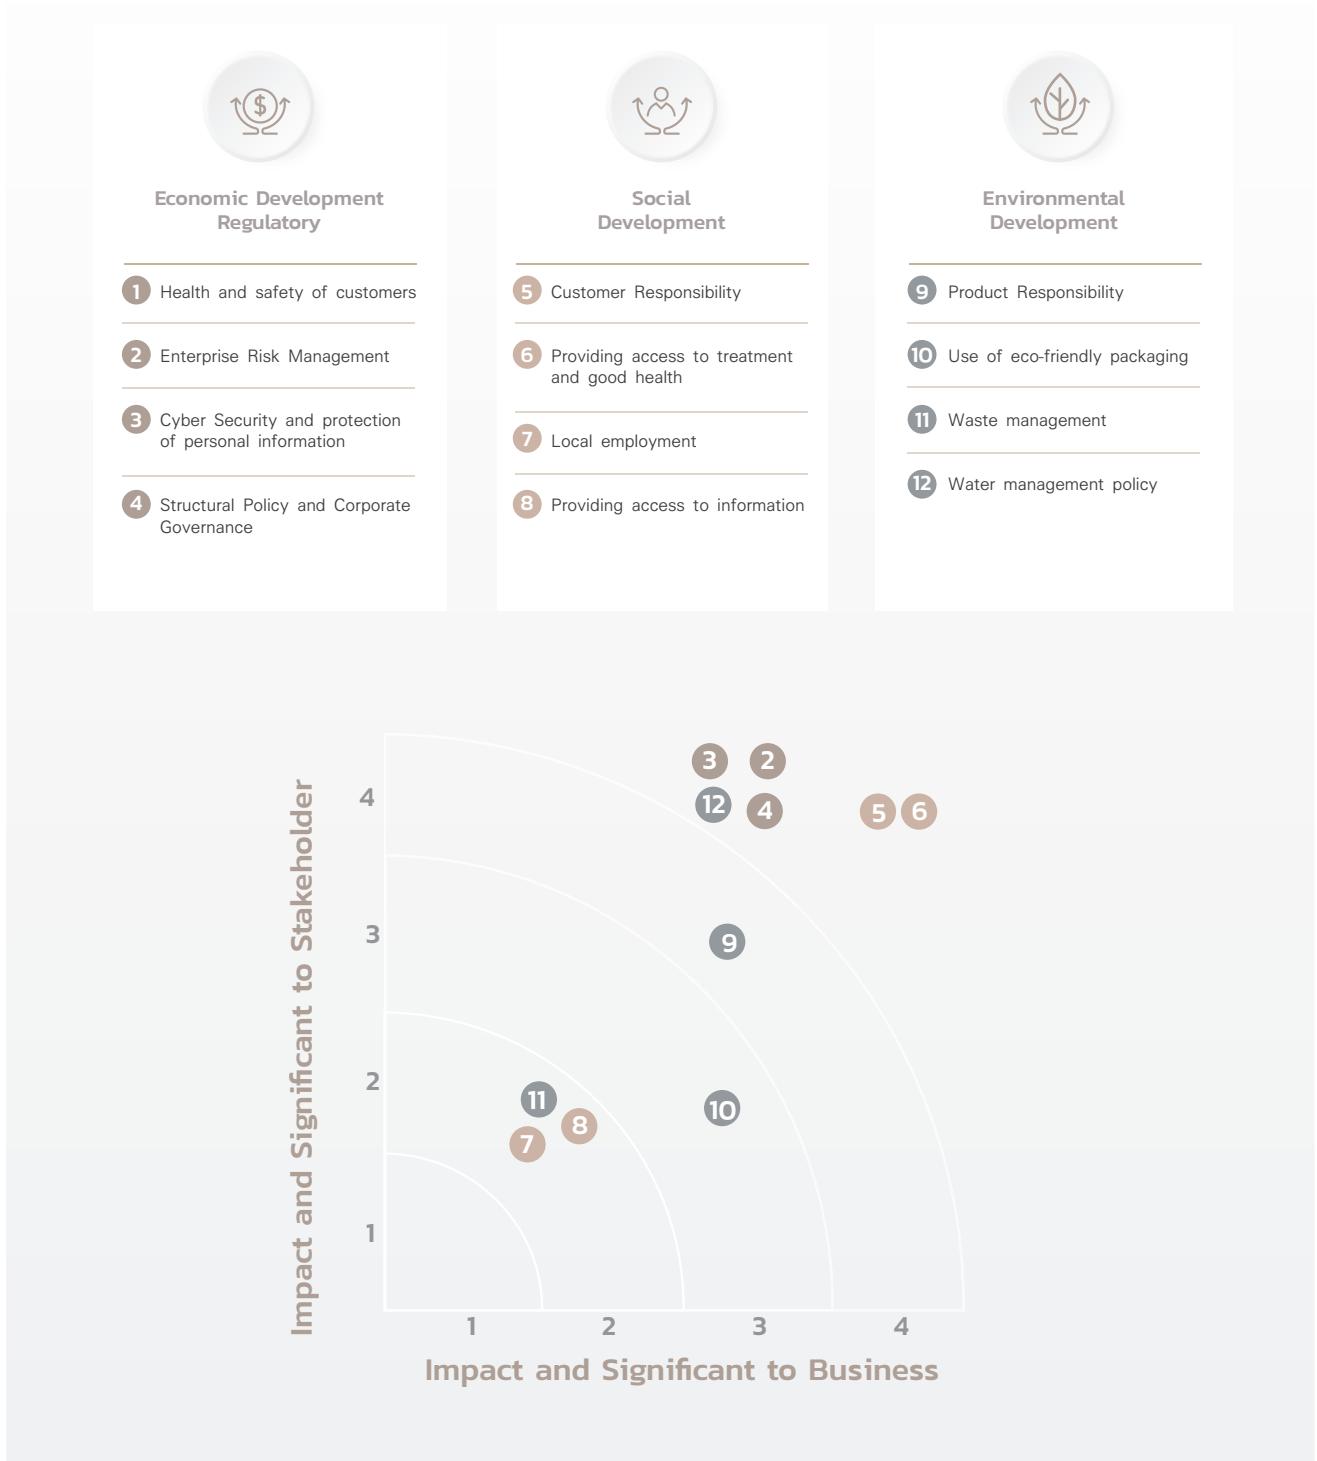 Economic Development
Regulatory
1 Health and safety of customers
2 Enterprise Risk Management
3 Cyber Security and protection
of personal information
4 Structural Policy and Corporate
Governance
Social
Development
5 Customer Responsibility
6 Providing access to treatment
and good health
7 Local employment
8 Providing access to information
Environmental
Development
9 Product Responsibility
10 Use of eco-friendly packaging
11 Waste management
12 Water management policy
Impact and Significant to Stakeholder
4
3
2
1
3 2
12 4 5 6
9
11 10
8
7
1 2 3 4
Impact and Significant to Business